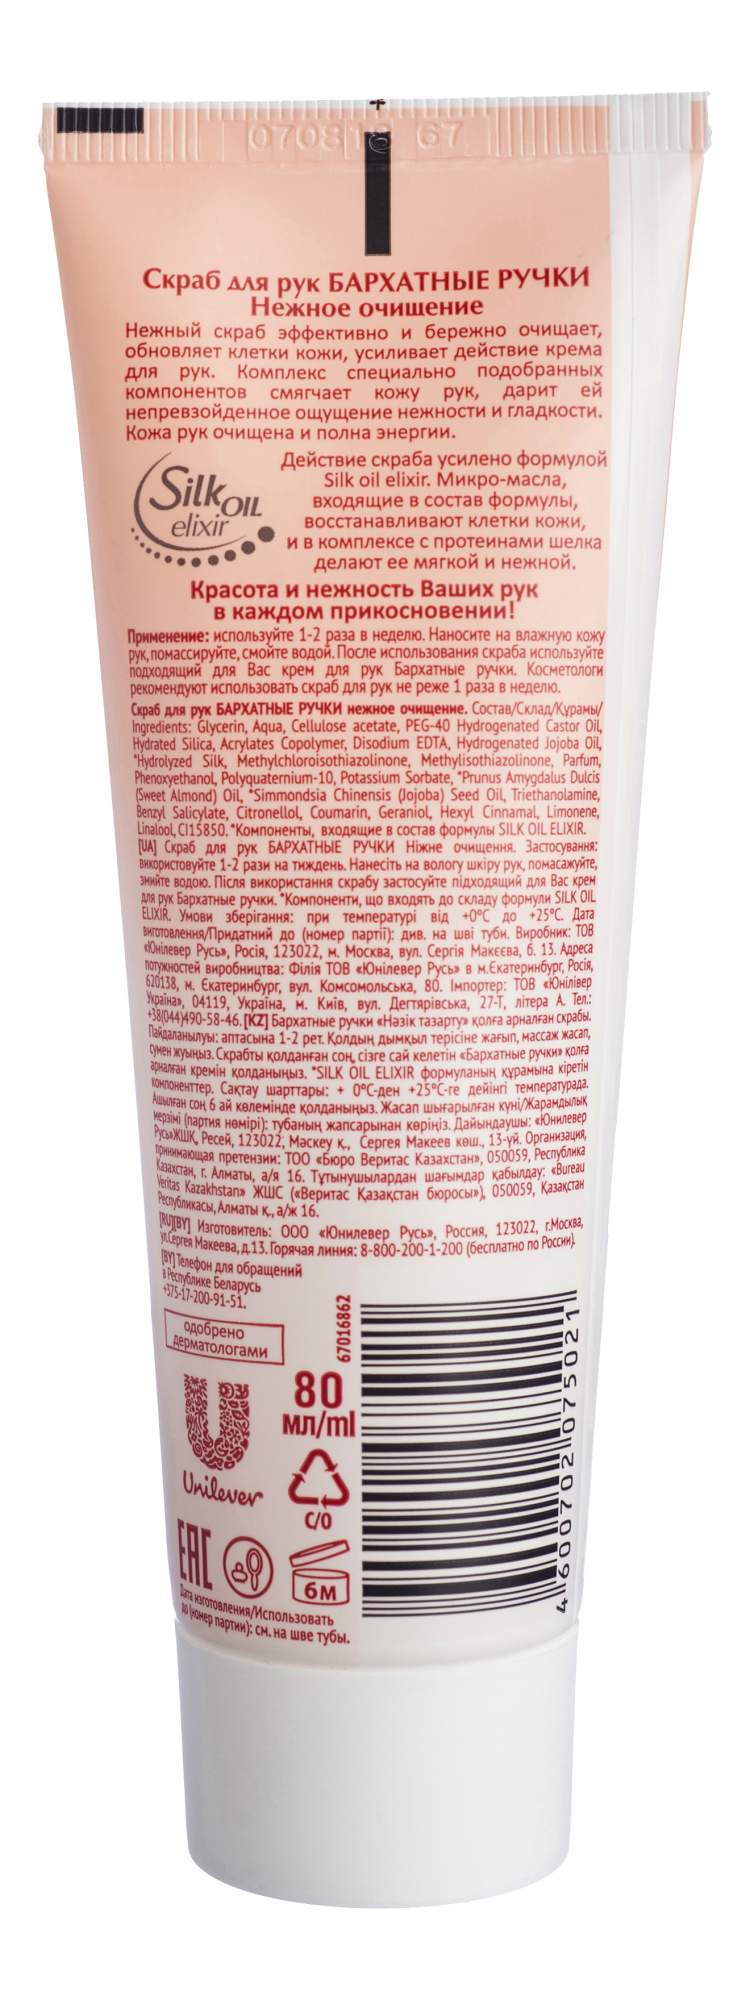 Скраб для рук БАРХАТНЫЕ РУЧКИ
Нежное очищение
Нежный скраб эффективно и бережно очищает,
обновляет клетки кожи, усиливает действие крема
для рук. Комплекс специально подобранных
компонентов смягчает кожу рук, дарит ей
непревзойденное ощущение нежности и гладкости.
Кожа рук очищена и полна энергии.
Silk OIL
elixir
Действие скраба усилено формулой
Silk oil elixir. Микро-масла,
входящие в состав формулы,
восстанавливают клетки кожи,
и в комплексе с протеинами шелка
делают ее мягкой и нежной.
Красота и нежность Ваших рук
в каждом прикосновении!
Применение: используйте 1-2 раза в неделю. Наносите на влажную кожу
рук, помассируйте, смойте водой. После использования скраба используйте
подходящий для Вас крем для рук Бархатные ручки. Косметологи
рекомендуют использовать скраб для рук не реже 1 раза в неделю.
Скраб для рук БАРХАТНЫЕ РУЧКИ нежное очищение. Состав/Склад/Құрамы/
Ingredients: Glycerin, Aqua, Cellulose acetate, PEG-40 Hydrogenated Castor Oil,
Hydrated Silica, Acrylates Copolymer, Disodium EDTA, Hydrogenated Jojoba Oil,
*Hydrolyzed Silk, Methylchloroisothiazolinone, Methylisothiazolinone, Parfum,
Phenoxyethanol, Polyquaternium-10, Potassium Sorbate, *Prunus Amygdalus Dulcis
(Sweet Almond) Oil, *Simmondsia Chinensis (Jojoba) Seed Oil, Triethanolamine,
Benzyl Salicylate, Citronellol, Coumarin, Geraniol, Hexyl Cinnamal, Limonene,
Linalool, CI15850. *Компоненты, входящие в состав формулы SILK OIL ELIXIR.
[UA] Скраб для рук БАРХАТНЫЕ РУЧКИ Ніжне очищення. Застосування:
використовуйте 1-2 рази на тиждень. Нанесіть на вологу шкіру рук, помасажуйте,
змийте водою. Після використання скрабу застосуйте підходящий для Вас крем
для рук Бархатные ручки. *Компоненти, що входять до складу формули SILK OIL
ELIXIR. Умови зберігання: при температурі від +0°С до +25°С. Дата
виготовлення/Придатний до (номер партії): див. на шві туби. Виробник: ТОВ
«Юнілевер Русь», Росія, 123022, м. Москва, вул. Сергія Макєєва, б. 13. Адреса
потужностей виробництва: Філія ТОВ «Юнілевер Русь» в м.Єкатеринбург, Росія,
620138, м. Єкатеринбург, вул. Комсомольська, 80. Імпортер: ТОВ «Юнілівер
Україна», 04119, Україна, м. Київ, вул. Дегтярівська, 27-Т, літера А. Тел.:
+38(044)490-58-46. [KZ] Бархатные ручки «Нәзік тазарту» қолға арналған скрабы.
Пайдаланылуы: аптасына 1-2 рет. Қолдың дымқыл терісіне жағып, массаж жасап,
сумен жуыңыз. Скрабты қолданған соң, сізге сай келетін «Бархатные ручки» қолға
арналған кремін қолданыңыз. *SILK OIL ELIXIR формуланың құрамына кіретін
компоненттер. Сақтау шарттары: + 0°С-ден +25°С-ге дейінгі температурада.
Ашылған соң 6 ай көлемінде қолданыңыз. Жасап шығарылған күні/Жарамдылық
мерзімі (партия нөмірі): тубаның жапсарынан көріңіз. Дайындаушы: «Юнилевер
Русь»ЖШҚ, Ресей, 123022, Мәскеу қ., Сергея Макеев көш., 13-үй. Организация,
принимающая претензии: ТОО «Бюро Веритас Казахстан», 050059, Республика
Казахстан, г. Алматы, а/я 16. Тұтынушылардан шағымдар қабылдау: «Bureau
Veritas Kazakhstan» ЖШС («Веритас Қазақстан бюросы»), 050059, Қазақстан
Республикасы, Алматы қ., а/ж 16.
[RU][BY] Изготовитель: ООО «Юнилевер Русь», Россия, 123022, г.Москва,
ул.Сергея Макеева, д.13. Горячая линия: 8-800-200-1-200 (бесплатно по России).
[BY] Телефон для обращений
в Республике Беларусь
+375-17-200-91-51.
одобрено
дерматологами
67016862
80
мл/ml
Unilever
C/O
EAC
6м
Дата изготовления/Использовать
до (номер партии): см. на шве тубы.
4 600702 075021